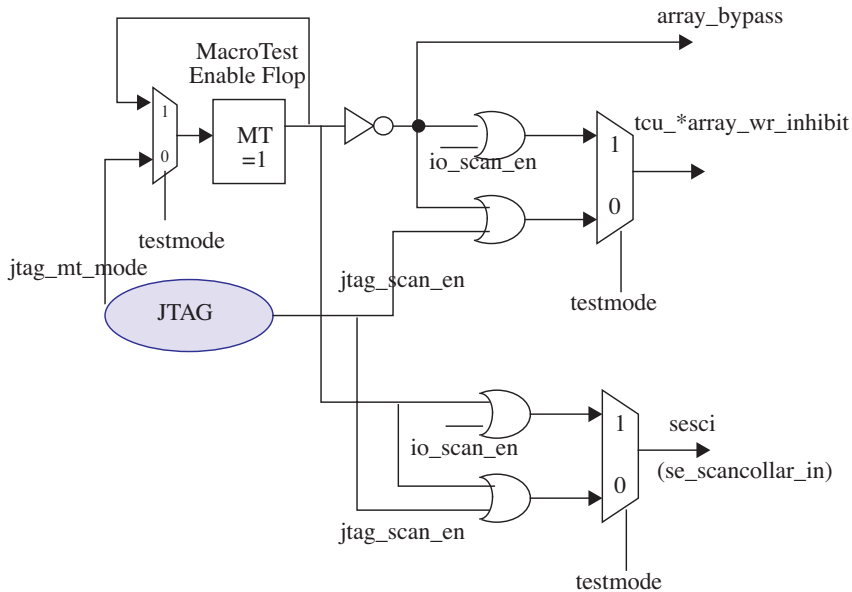 array_bypass
MacroTest
Enable Flop
1
MT
=1
tcu_*array_wr_inhibit
1
0
io_scan_en
0
testmode
jtag_mt_mode
jtag_scan_en
testmode
JTAG
1
sesci
io_scan_en
(se_scancollar_in)
0
jtag_scan_en
testmode